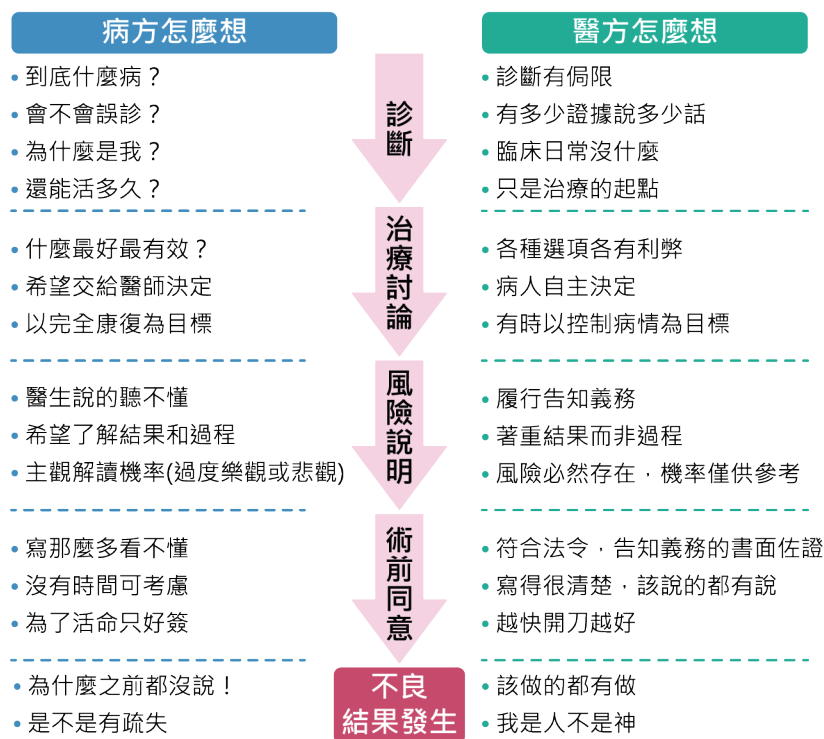 病方怎麼想
醫方怎麼想
診斷
• 到底什麼病？
• 會不會誤診？
• 為什麼是我？
• 還能活多久？
• 診斷有侷限
• 有多少證據說多少話
• 臨床日常沒什麼
• 只是治療的起點
治療討論
• 什麼最好最有效？
• 希望交給醫師決定
• 以完全康復為目標
• 各種選項各有利弊
• 病人自主決定
• 有時以控制病情為目標
風險說明
• 醫生說的聽不懂
• 希望了解結果和過程
• 主觀解讀機率(過度樂觀或悲觀)
• 履行告知義務
• 著重結果而非過程
• 風險必然存在，機率僅供參考
術前同意
• 寫那麼多看不懂
• 沒有時間可考慮
• 為了活命只好簽
• 符合法令，告知義務的書面佐證
• 寫得很清楚，該說的都有說
• 越快開刀越好
不良
結果發生
• 為什麼之前都沒說！
• 是不是有疏失
• 該做的都有做
• 我是人不是神